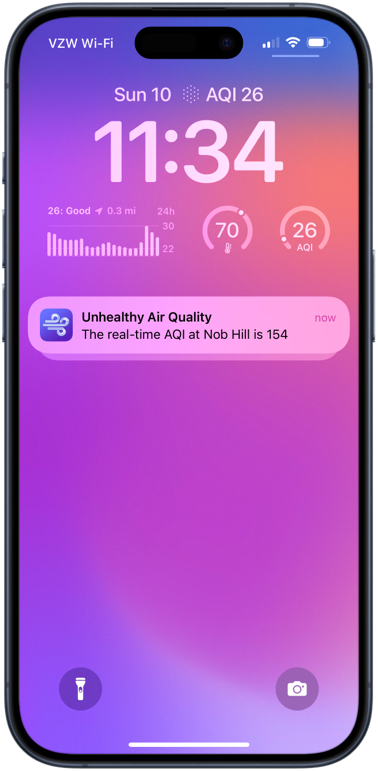 VZW Wi-Fi
Sun 10 AQI 26
11:34
26: Good 0.3 mi 24h
30
22
70
26
AQI
Unhealthy Air Quality now
The real-time AQI at Nob Hill is 154